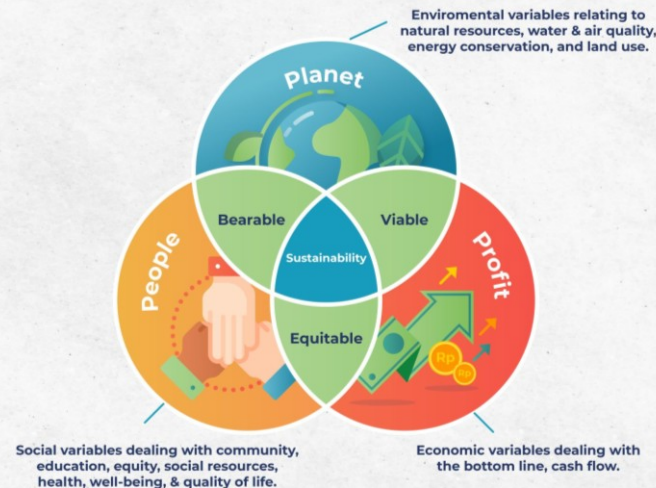 Enviromental variables relating to
natural resources, water & air quality,
energy conservation, and land use.
Planet
Bearable
Viable
People
Sustainability
Profit
Equitable
Rp
Rp
Social variables dealing with community,
education, equity, social resources,
health, well-being, & quality of life.
Economic variables dealing with
the bottom line, cash flow.